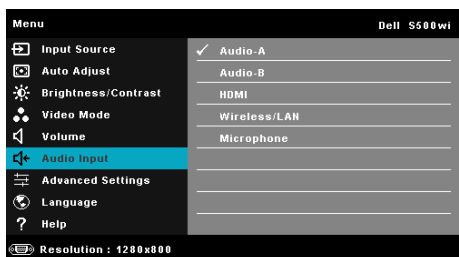 Menu Dell S500wi
Input Source
Auto Adjust
Brightness/Contrast
Video Mode
Volume
Audio Input
Advanced Settings
Language
? Help
Resolution : 1280x800
Audio-A
Audio-B
HDMI
Wireless/LAN
Microphone